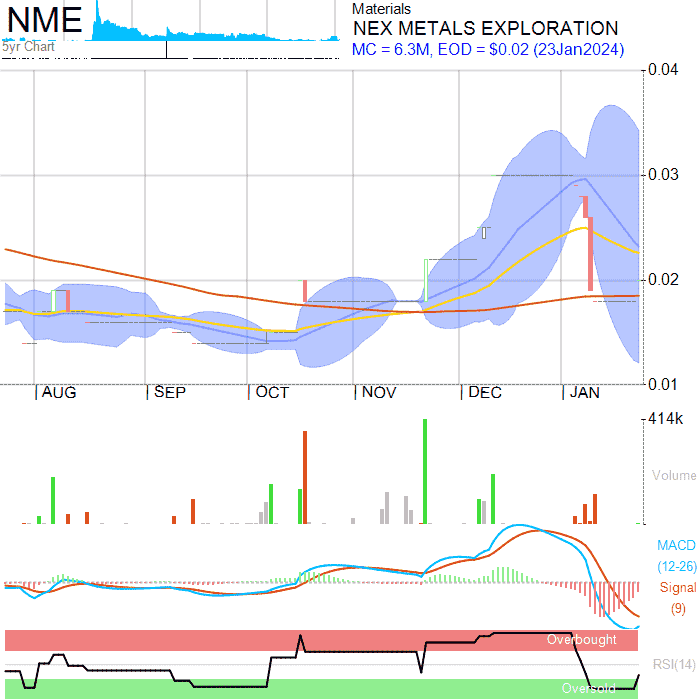 NME
5yr Chart
Materials
NEX METALS EXPLORATION
MC = 6.3M, EOD = $0.02 (23Jan2024)
0.04
0.03
0.02
0.01
AUG SEP OCT NOV DEC JAN
414k
Volume
MACD
(12-26)
Signal
(9)
Overbought
RSI(14)
Oversold